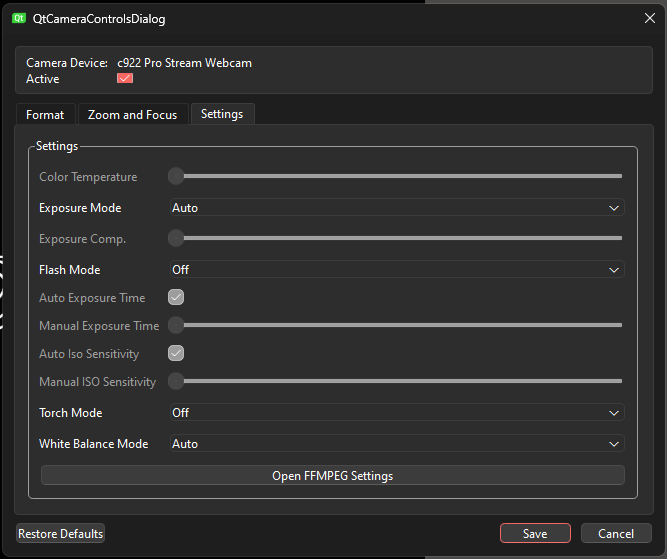 Qt QtCameraControlsDialog
Camera Device: c922 Pro Stream Webcam
Active
Format Zoom and Focus Settings
Settings
Color Temperature
Exposure Mode Auto
Exposure Comp.
Flash Mode Off
Auto Exposure Time
Manual Exposure Time
Auto Iso Sensitivity
Manual ISO Sensitivity
Torch Mode Off
White Balance Mode Auto
Open FFMPEG Settings
Restore Defaults Save Cancel